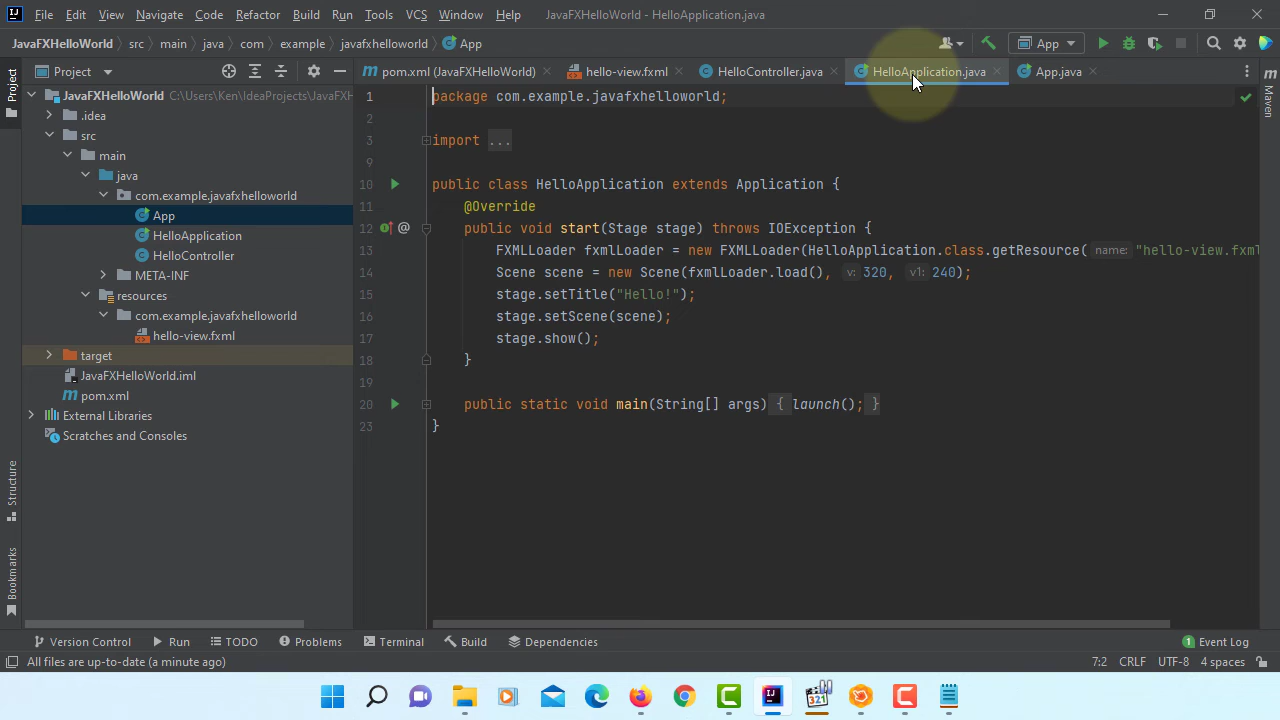 File Edit View Navigate Code Refactor Build Run Tools VCS Window Help JavaFXHelloWorld - HelloApplication.java
JavaFXHelloWorld src main java com example javafxhelloworld App App
Project pom.xml (JavaFXHelloWorld) hello-view.fxml HelloController.java HelloApplication.java App.java
Project
Maven
Structure
Bookmarks
JavaFXHelloWorld C:\Users\Ken\IdeaProjects\JavaFXH
.idea
src
main
java
com.example.javafxhelloworld
App
HelloApplication
HelloController
META-INF
resources
com.example.javafxhelloworld
hello-view.fxml
target
JavaFXHelloWorld.iml
pom.xml
External Libraries
Scratches and Consoles
1 package com.example.javafxhelloworld;
2
3 import ...
9
10 public class HelloApplication extends Application {
11 @Override
12 @ public void start(Stage stage) throws IOException {
13 FXMLLoader fxmlLoader = new FXMLLoader(HelloApplication.class.getResource( name: "hello-view.fxml
14 Scene scene = new Scene(fxmlLoader.load(), v: 320, v1: 240);
15 stage.setTitle("Hello!");
16 stage.setScene(scene);
17 stage.show();
18 }
19
20 public static void main(String[] args) { launch(); }
23 }
Version Control Run TODO Problems Terminal Build Dependencies 1 Event Log
All files are up-to-date (a minute ago) 7:2 CRLF UTF-8 4 spaces
321